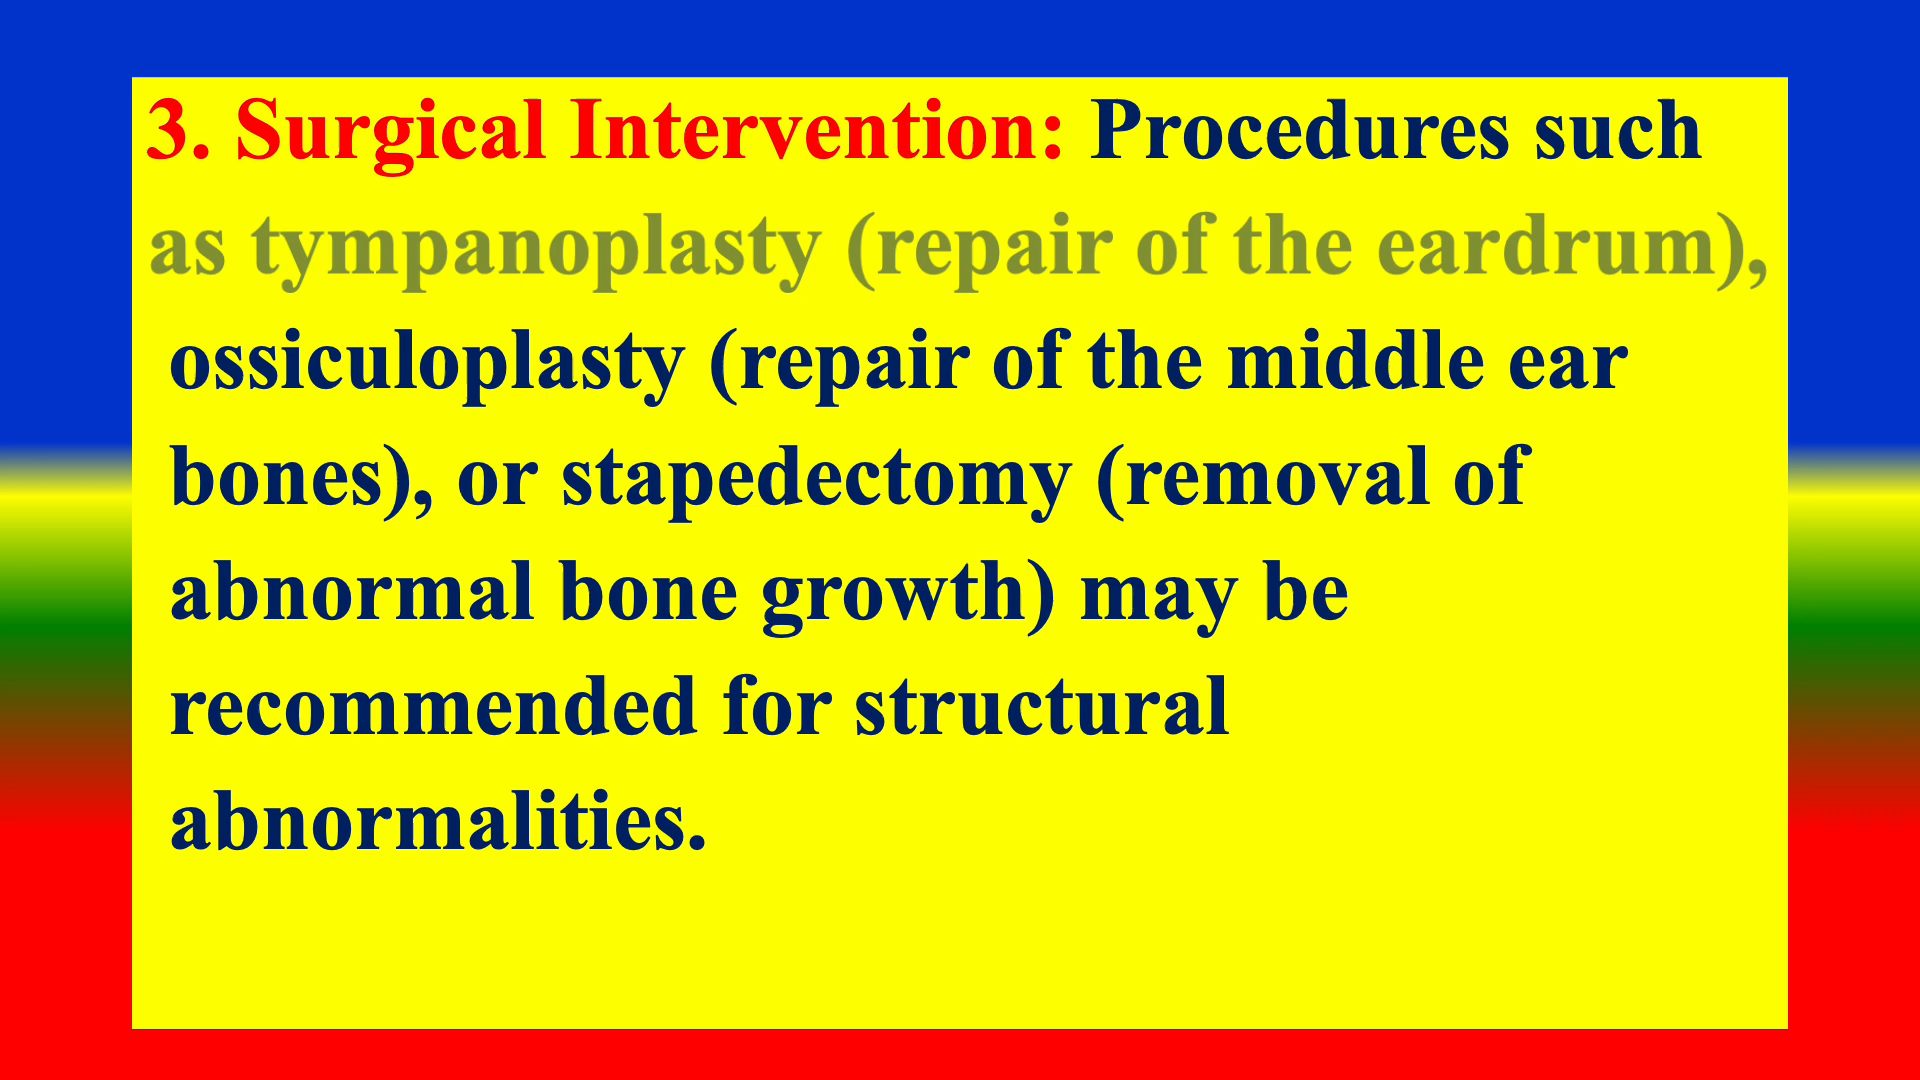 3. Surgical Intervention: Procedures such
as tympanoplasty (repair of the eardrum),
ossiculoplasty (repair of the middle ear
bones), or stapedectomy (removal of
abnormal bone growth) may be
recommended for structural
abnormalities.